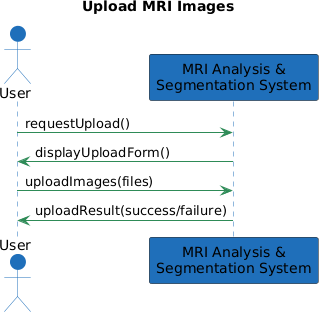 Upload MRI Images
User
MRI Analysis &
Segmentation System
requestUpload()
displayUploadForm()
uploadImages(files)
uploadResult(success/failure)
User
MRI Analysis &
Segmentation System